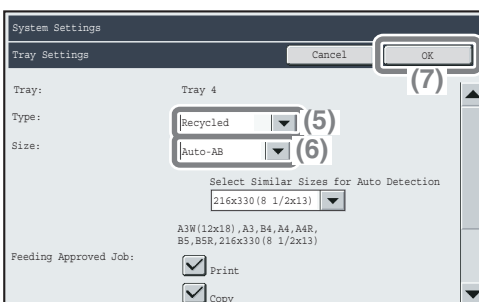 System Settings
Tray Settings Cancel OK
(7)
Tray: Tray 4
Type: Recycled (5)
Size: Auto-AB (6)
Select Similar Sizes for Auto Detection
216x330(8 1/2x13)
A3W(12x18),A3,B4,A4,A4R,
B5,B5R,216x330(8 1/2x13)
Feeding Approved Job: Print
Copy